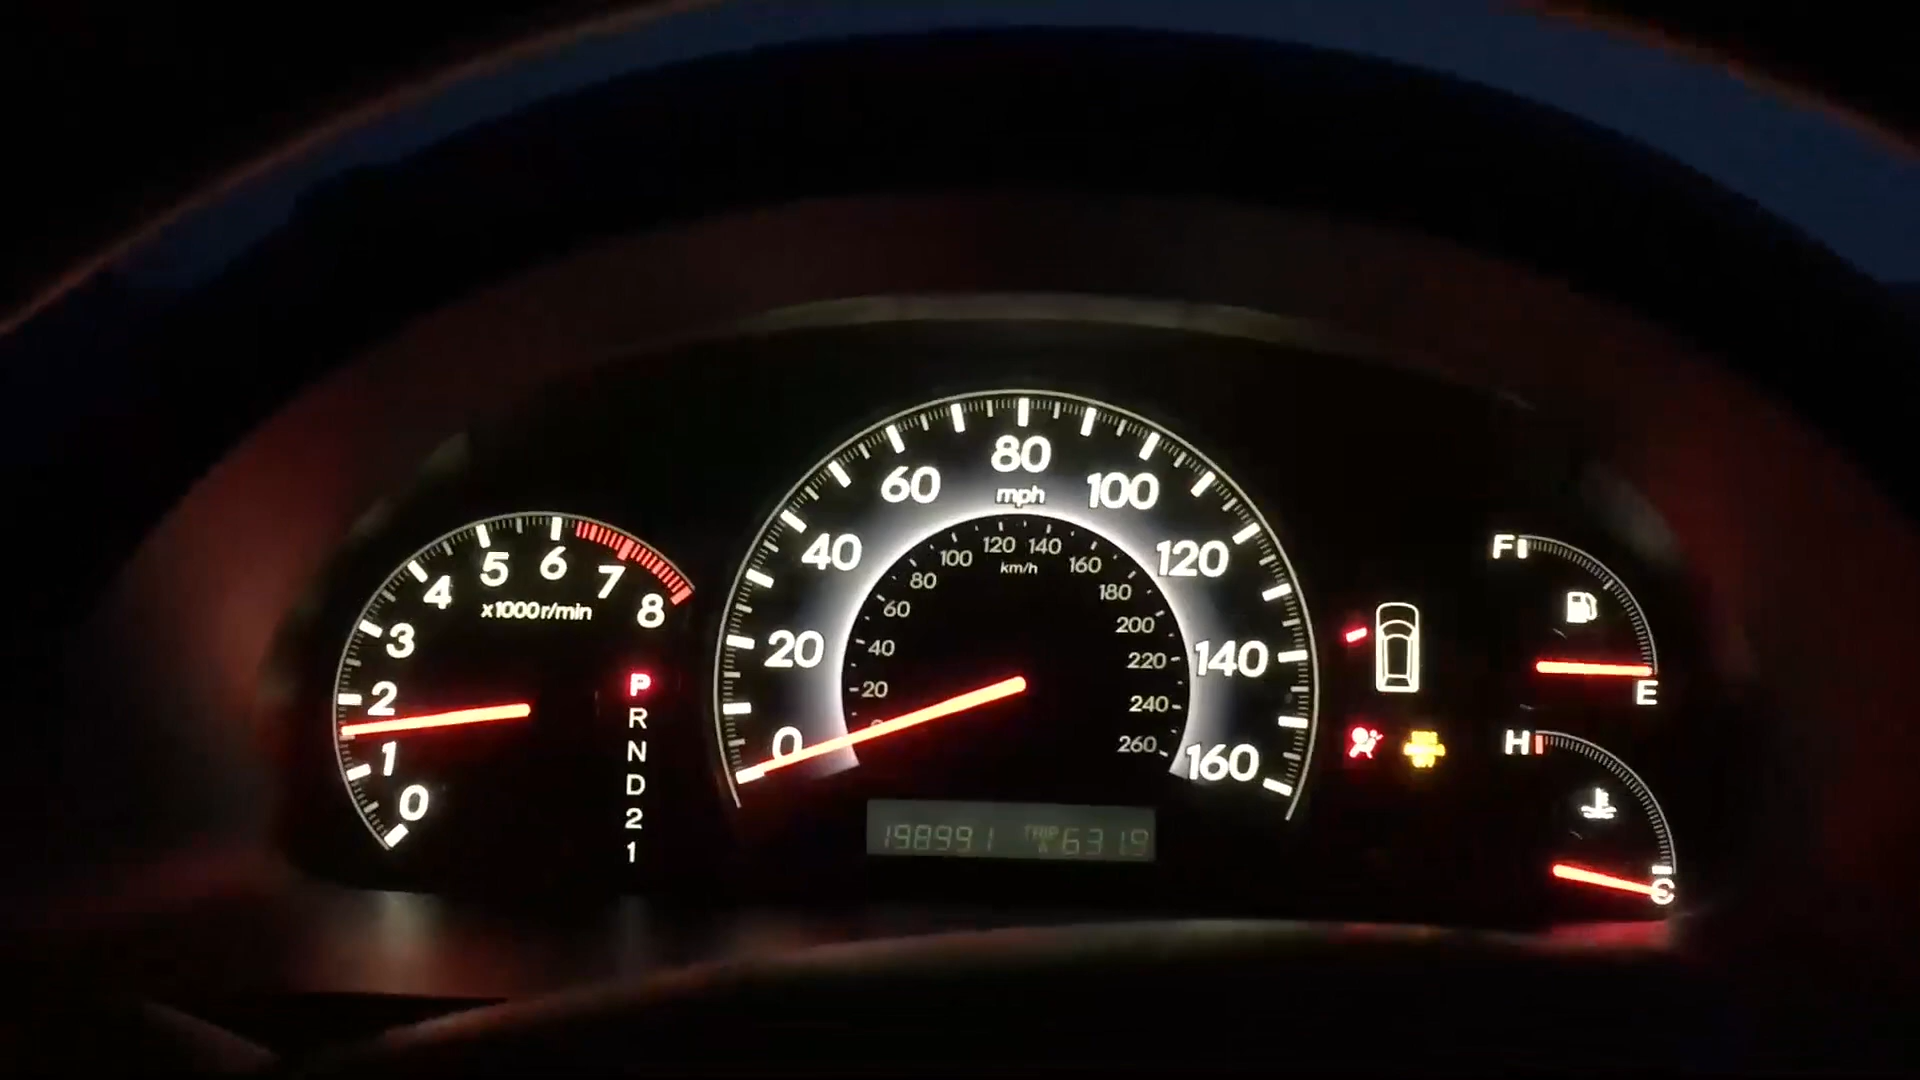 0 1 2 3 4 5 6 7 8
x1000r/min
P
R
N
D
2
1
0 20 40 60 80 100 120 140 160
mph
20 40 60 80 100 120 140 160 180 200 220 240 260
km/h
198991 TRIP A 631.9
F
E
H
C